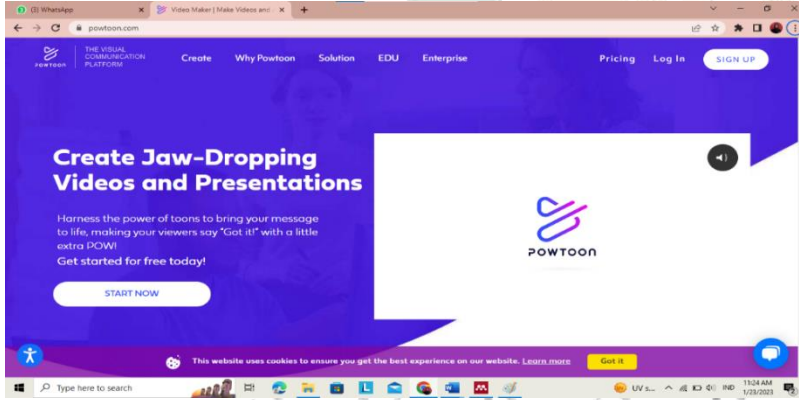 (3) WhatsApp
Video Maker | Make Videos and
powtoon.com
POWTOON
THE VISUAL
COMMUNICATION
PLATFORM
Create Why Powtoon Solution EDU Enterprise Pricing Log In SIGN UP
Create Jaw-Dropping
Videos and Presentations
Harness the power of toons to bring your message
to life, making your viewers say "Got it!" with a little
extra POW!
Get started for free today!
START NOW
POWTOON
This website uses cookies to ensure you get the best experience on our website. Learn more Got it
Type here to search
UV s... IND 11:24 AM
1/23/2023